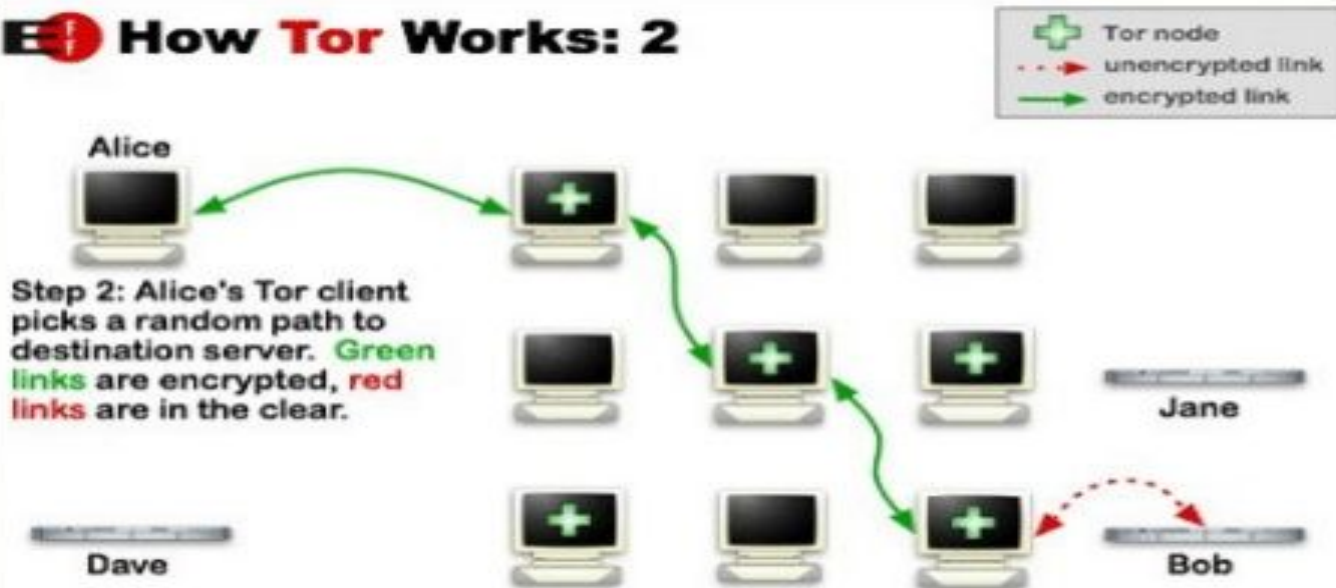 EFF How Tor Works: 2
Tor node
unencrypted link
encrypted link
Alice
Step 2: Alice's Tor client
picks a random path to
destination server. Green
links are encrypted, red
links are in the clear.
Jane
Dave
Bob